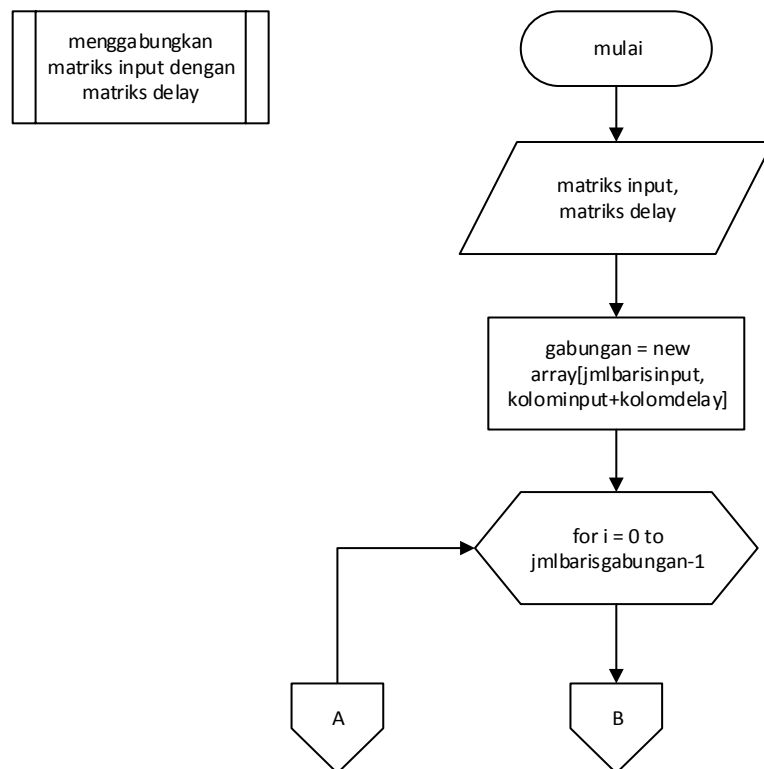 menggabungkan
matriks input dengan
matriks delay
mulai
matriks input,
matriks delay
gabungan = new
array[jmlbarisinput,
kolominput+kolomdelay]
for i = 0 to
jmlbarisgabungan-1
A
B